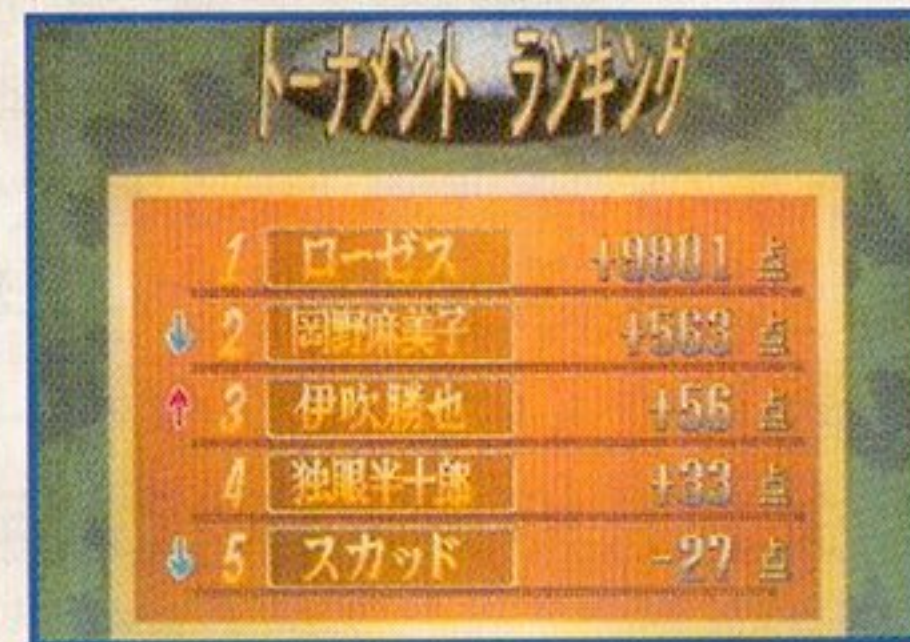 トーナメント ランキング
1 ローゼス +9801 点
2 岡野麻美子 +563 点
3 伊吹勝也 +56 点
4 独眼半十郎 +33 点
5 スカッド -27 点